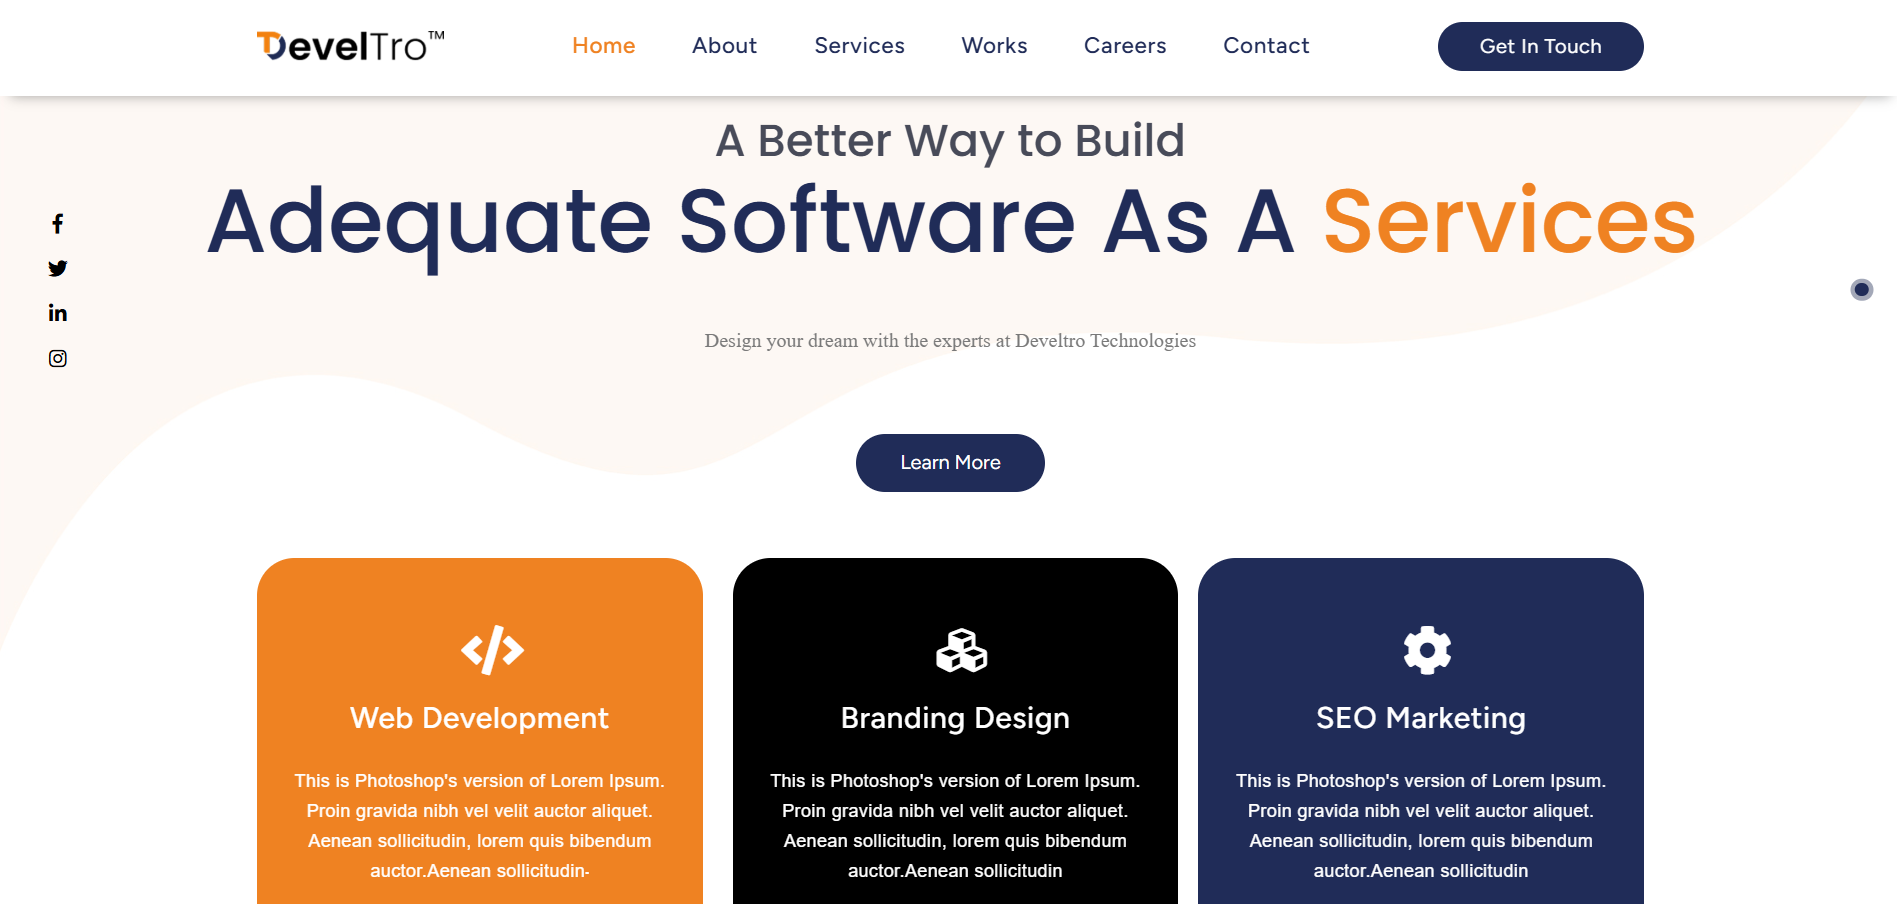 DevelTro™
Home About Services Works Careers Contact
Get In Touch
A Better Way to Build
Adequate Software As A Services
Design your dream with the experts at Develtro Technologies
Learn More
Web Development
This is Photoshop's version of Lorem Ipsum.
Proin gravida nibh vel velit auctor aliquet.
Aenean sollicitudin, lorem quis bibendum
auctor.Aenean sollicitudin-
Branding Design
This is Photoshop's version of Lorem Ipsum.
Proin gravida nibh vel velit auctor aliquet.
Aenean sollicitudin, lorem quis bibendum
auctor.Aenean sollicitudin
SEO Marketing
This is Photoshop's version of Lorem Ipsum.
Proin gravida nibh vel velit auctor aliquet.
Aenean sollicitudin, lorem quis bibendum
auctor.Aenean sollicitudin